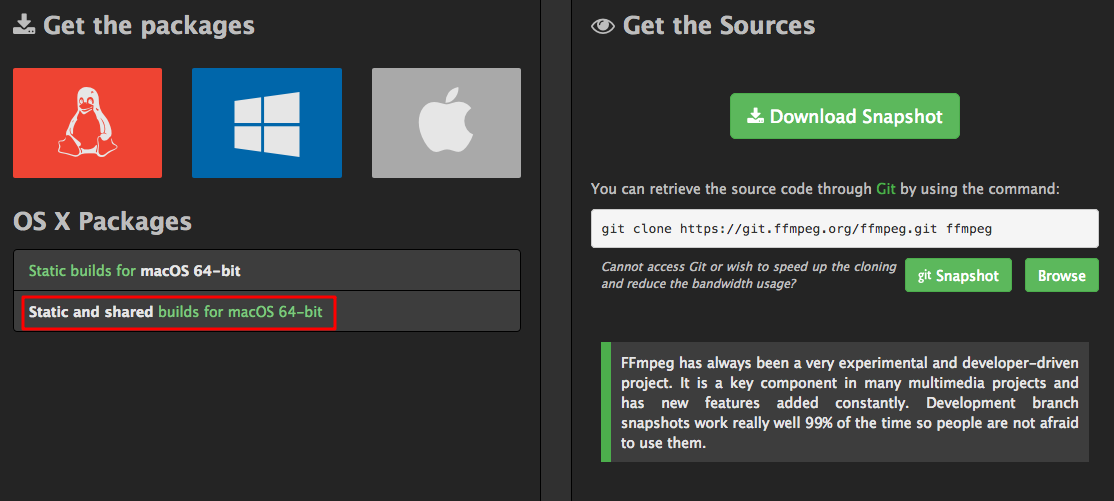 Get the packages
OS X Packages
Static builds for macOS 64-bit
Static and shared builds for macOS 64-bit
Get the Sources
Download Snapshot
You can retrieve the source code through Git by using the command:
git clone https://git.ffmpeg.org/ffmpeg.git ffmpeg
Cannot access Git or wish to speed up the cloning
and reduce the bandwidth usage?
git Snapshot
Browse
FFmpeg has always been a very experimental and developer-driven
project. It is a key component in many multimedia projects and
has new features added constantly. Development branch
snapshots work really well 99% of the time so people are not afraid
to use them.